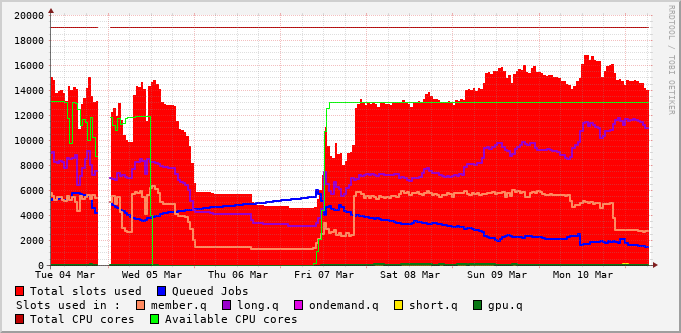 20000
18000
16000
14000
12000
10000
8000
6000
4000
2000
0
Tue 04 Mar Wed 05 Mar Thu 06 Mar Fri 07 Mar Sat 08 Mar Sun 09 Mar Mon 10 Mar
Total slots used Queued Jobs
Slots used in : member.q long.q ondemand.q short.q gpu.q
Total CPU cores Available CPU cores
RRDTOOL / TOBI OETIKER